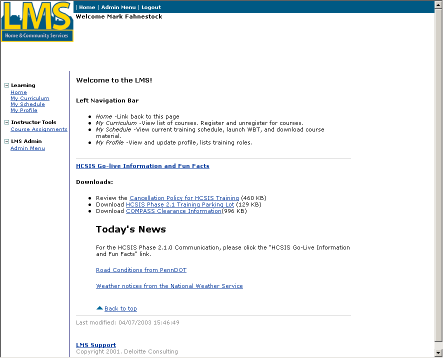 LMS
Home & Community Services
| Home | Admin Menu | Logout
Welcome Mark Fahnestock
Learning
Home
My Curriculum
My Schedule
My Profile
Instructor Tools
Course Assignments
LMS Admin
Admin Menu
Welcome to the LMS!
Left Navigation Bar
Home -Link back to this page
My Curriculum -View list of courses. Register and unregister for courses.
My Schedule -View current training schedule, launch WBT, and download course
material.
My Profile -View and update profile, lists training roles.
HCSIS Go-live Information and Fun Facts
Downloads:
Review the Cancellation Policy for HCSIS Training (460 KB)
Download HCSIS Phase 2.1 Training Parking Lot (129 KB)
Download COMPASS Clearance Information(996 KB)
Today's News
For the HCSIS Phase 2.1.0 Communication, please click the "HCSIS Go-Live Information
and Fun Facts" link.
Road Conditions from PennDOT
Weather notices from the National Weather Service
Back to top
Last modified: 04/07/2003 15:46:49
LMS Support
Copyright 2001. Deloitte Consulting